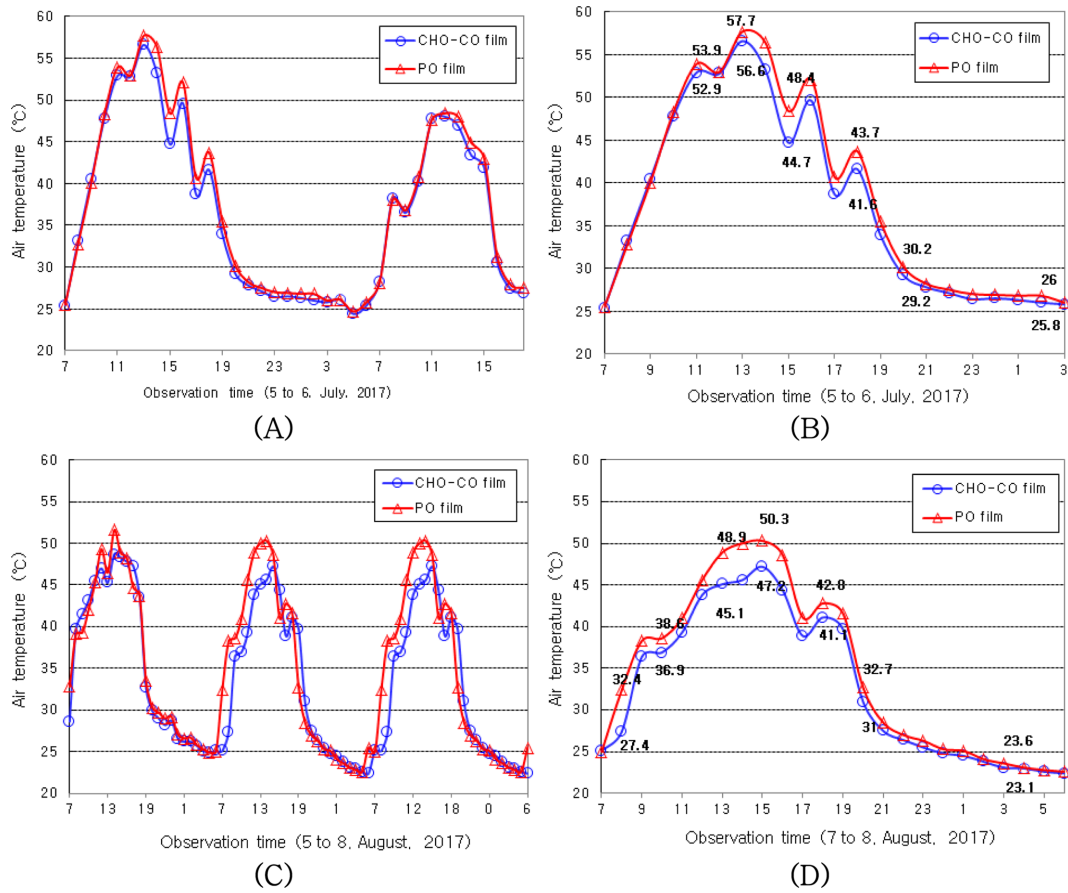 60
55
50
45
40
35
30
25
20
Air temperature (℃)
CHO-CO film
PO film
7 11 15 19 23 3 7 11 15
Observation time (5 to 6, July, 2017)
(A)
60
55
50
45
40
35
30
25
20
Air temperature (℃)
CHO-CO film
PO film
57.7
53.9
56.6
52.9
48.4
44.7
43.7
41.6
30.2
29.2
26
25.8
7 9 11 13 15 17 19 21 23 1 3
Observation time (5 to 6, July, 2017)
(B)
60
55
50
45
40
35
30
25
20
Air temperature (℃)
CHO-CO film
PO film
7 13 19 1 7 13 19 1 7 12 18 0 6
Observation time (5 to 8, August, 2017)
(C)
60
55
50
45
40
35
30
25
20
Air temperature (℃)
CHO-CO film
PO film
50.3
48.9
47.2
45.1
42.8
41.1
38.6
36.9
32.4
27.4
32.7
31
23.6
23.1
7 9 11 13 15 17 19 21 23 1 3 5
Observation time (7 to 8, August, 2017)
(D)